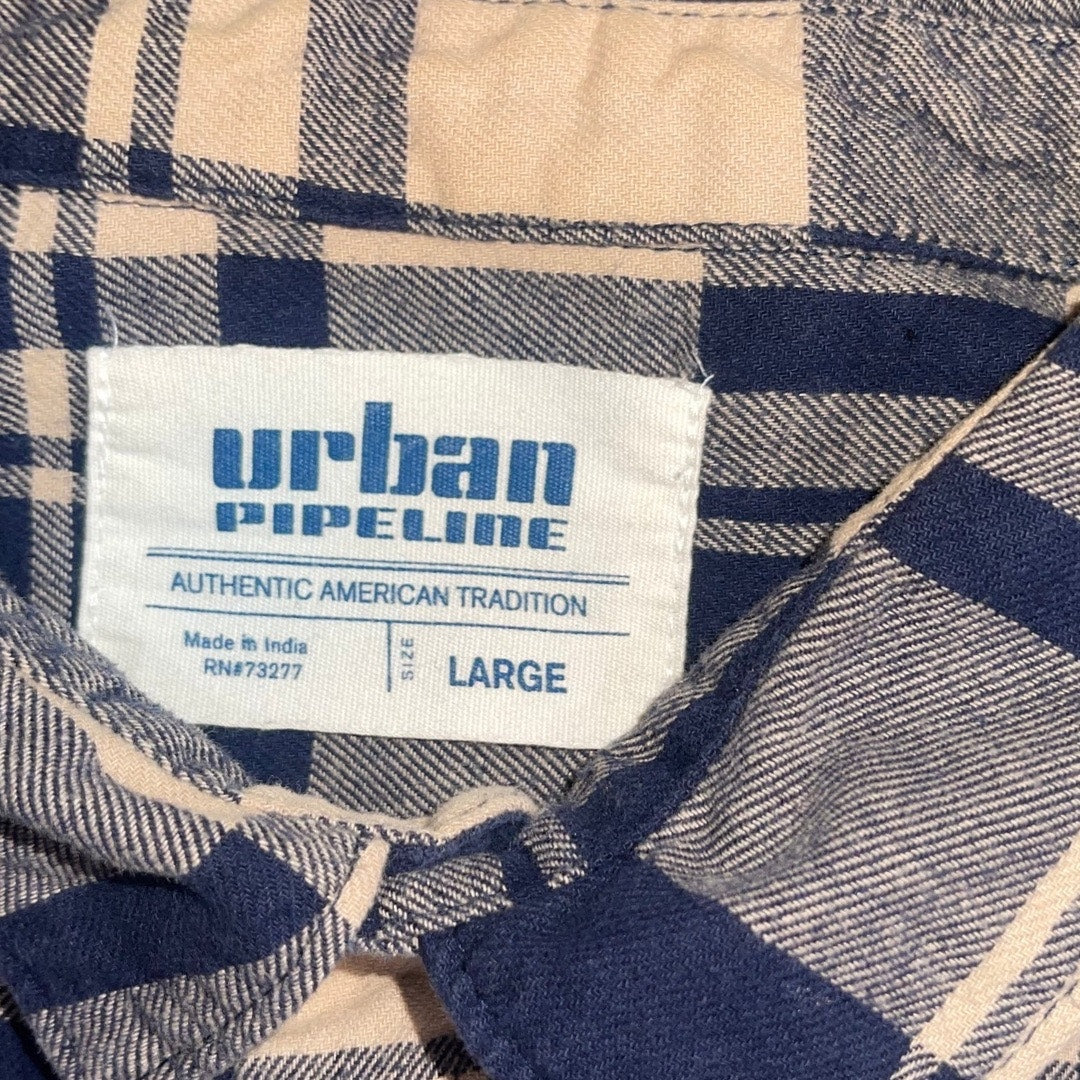 urban
PIPELINE
AUTHENTIC AMERICAN TRADITION
Made in India
RN#73277
SIZE
LARGE